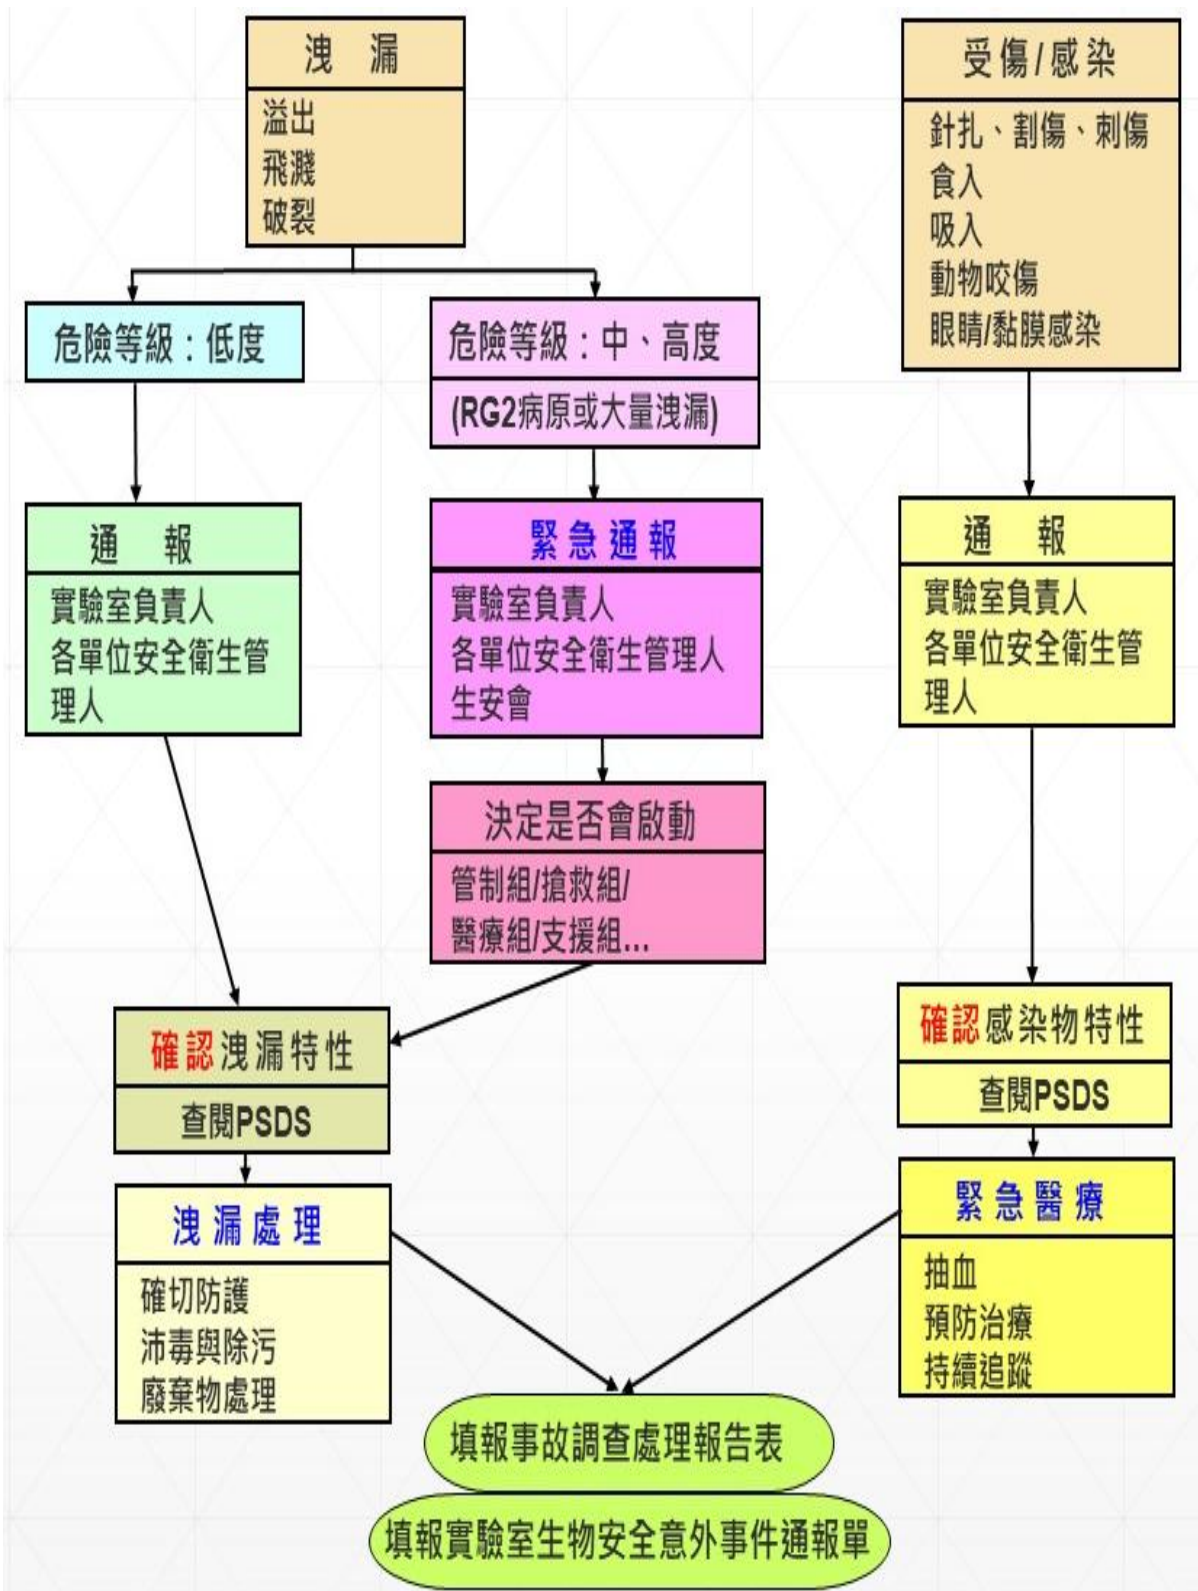 洩 漏
溢出
飛濺
破裂
受傷/感染
針扎、割傷、刺傷
食入
吸入
動物咬傷
眼睛/黏膜感染
危險等級：低度
危險等級：中、高度
(RG2病原或大量洩漏)
通 報
實驗室負責人
各單位安全衛生管
理人
緊急通報
實驗室負責人
各單位安全衛生管理人
生安會
通 報
實驗室負責人
各單位安全衛生管
理人
決定是否會啟動
管制組/搶救組/
醫療組/支援組...
確認洩漏特性
查閱PSDS
確認感染物特性
查閱PSDS
洩漏處理
確切防護
沛毒與除污
廢棄物處理
緊急醫療
抽血
預防治療
持續追蹤
填報事故調查處理報告表
填報實驗室生物安全意外事件通報單